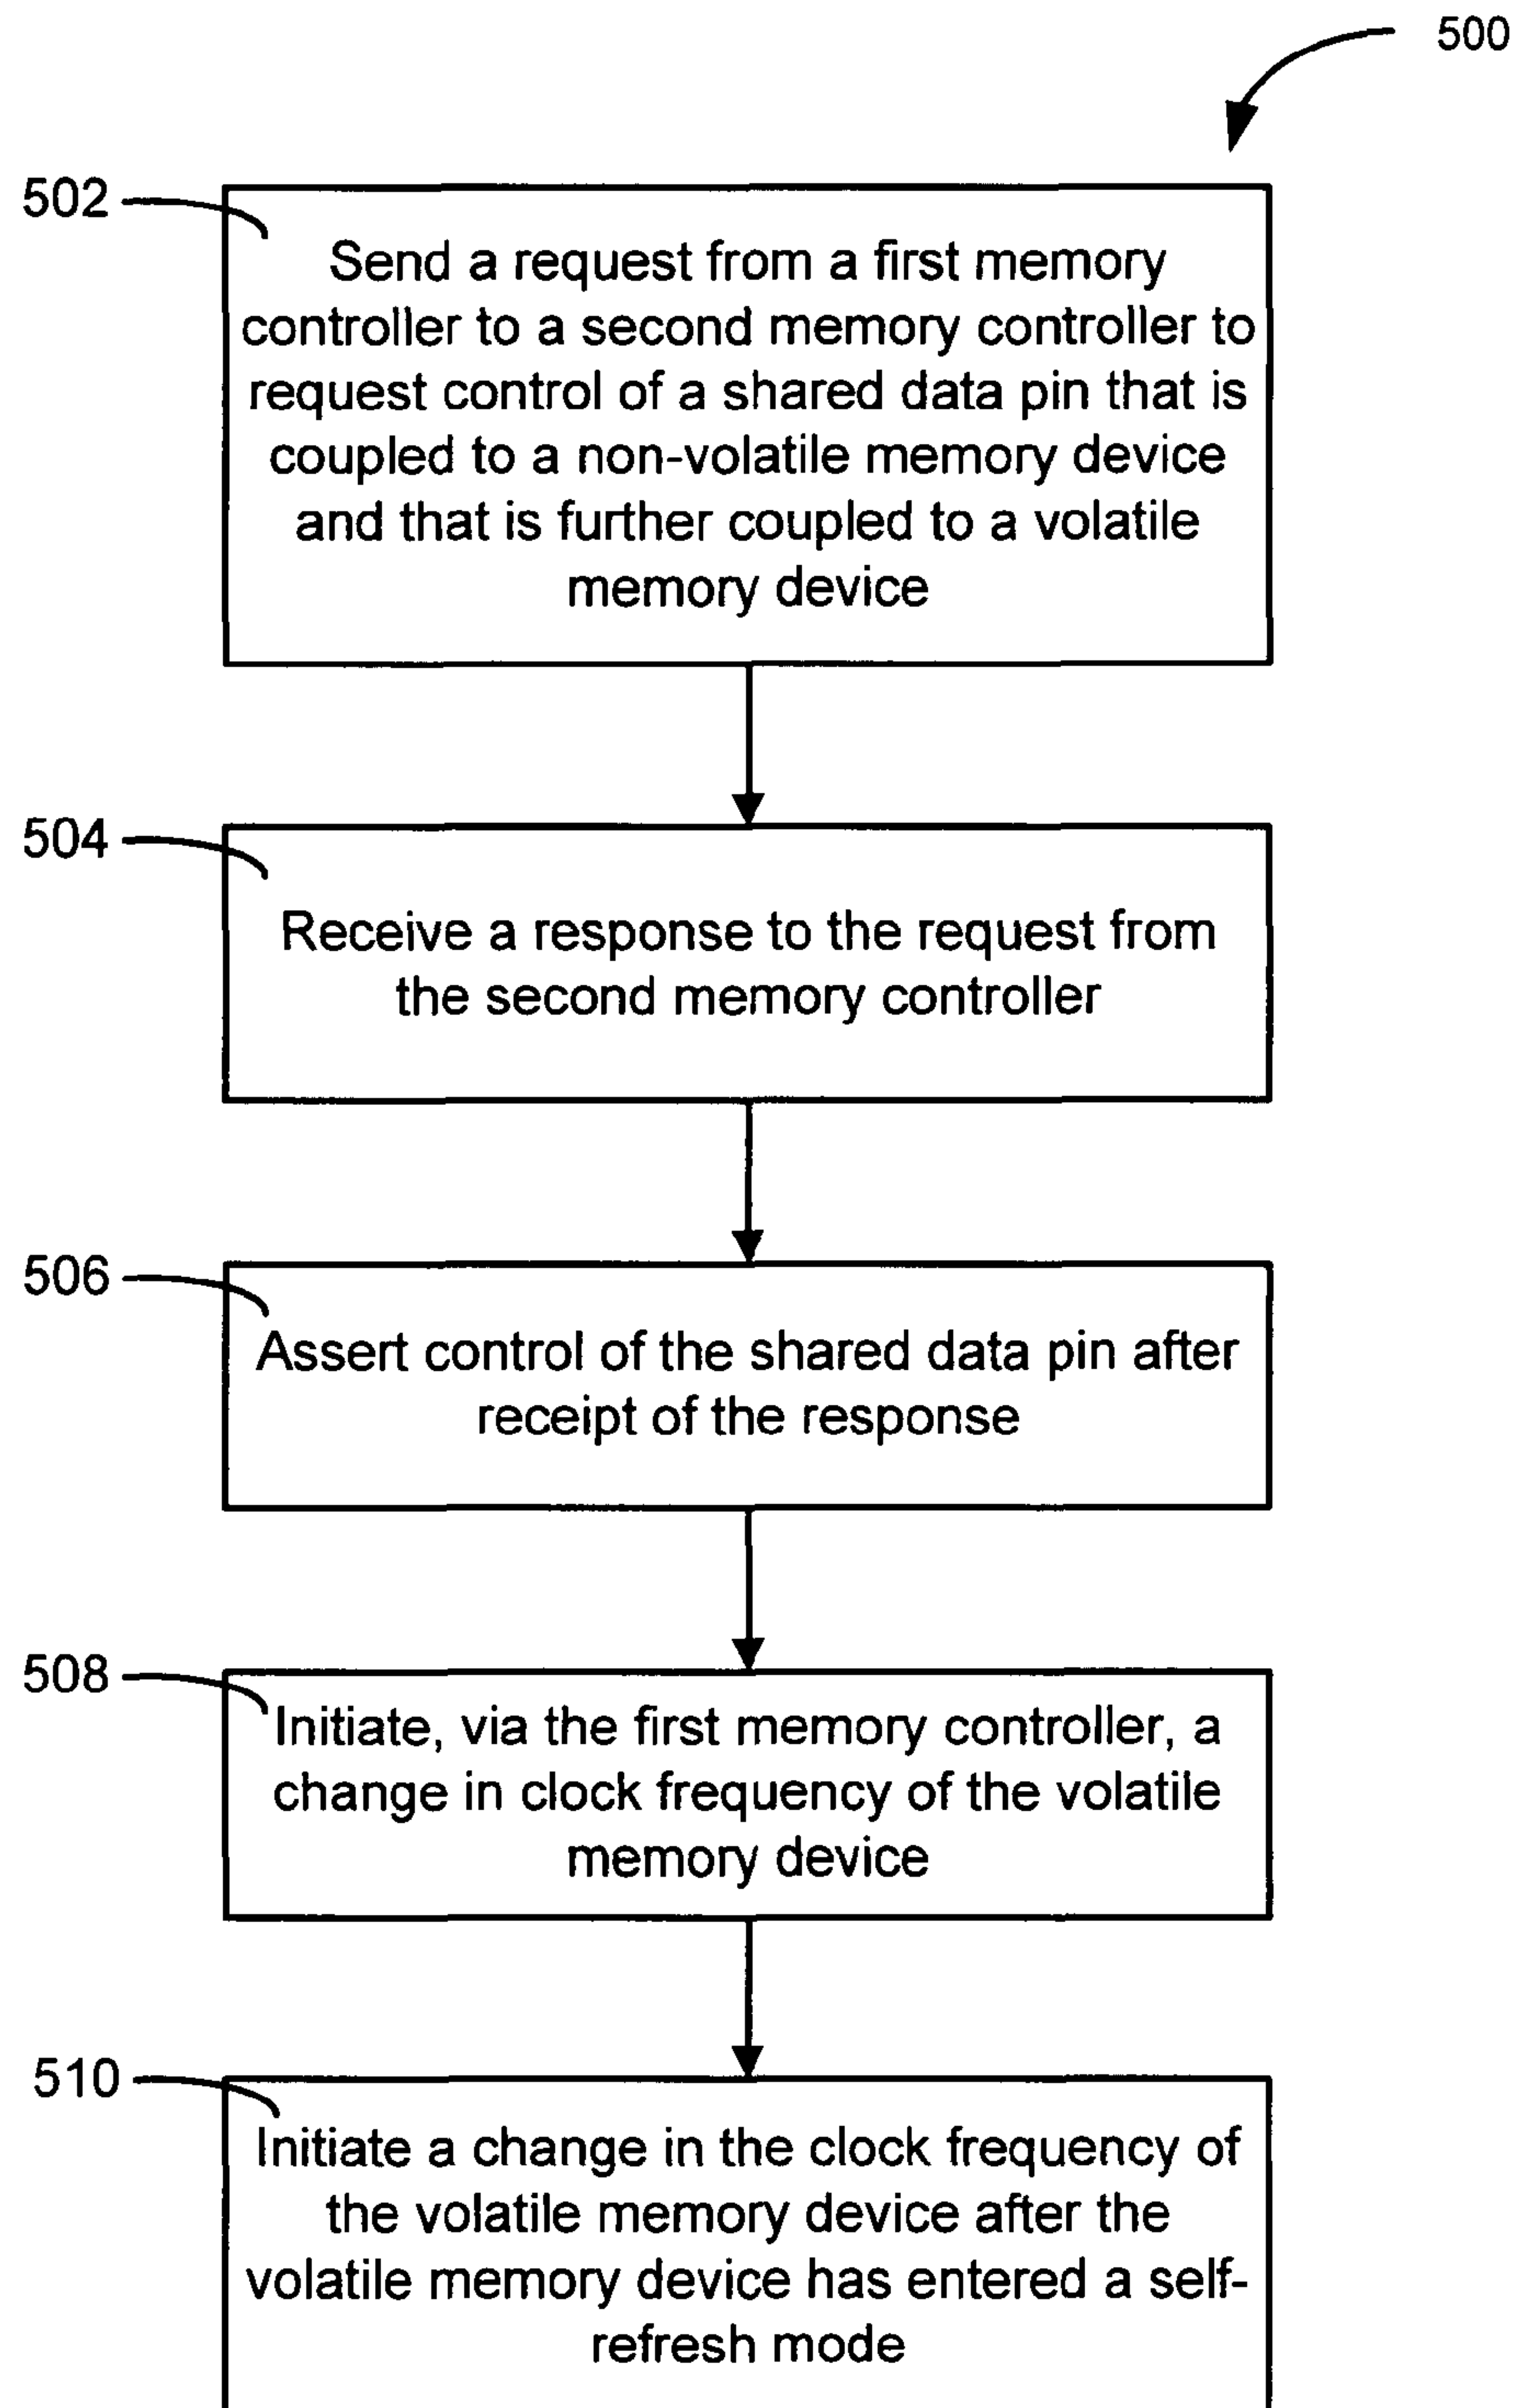 500
502
Send a request from a first memory
controller to a second memory controller to
request control of a shared data pin that is
coupled to a non-volatile memory device
and that is further coupled to a volatile
memory device
504
Receive a response to the request from
the second memory controller
506
Assert control of the shared data pin after
receipt of the response
508
Initiate, via the first memory controller, a
change in clock frequency of the volatile
memory device
510
Initiate a change in the clock frequency of
the volatile memory device after the
volatile memory device has entered a self-
refresh mode